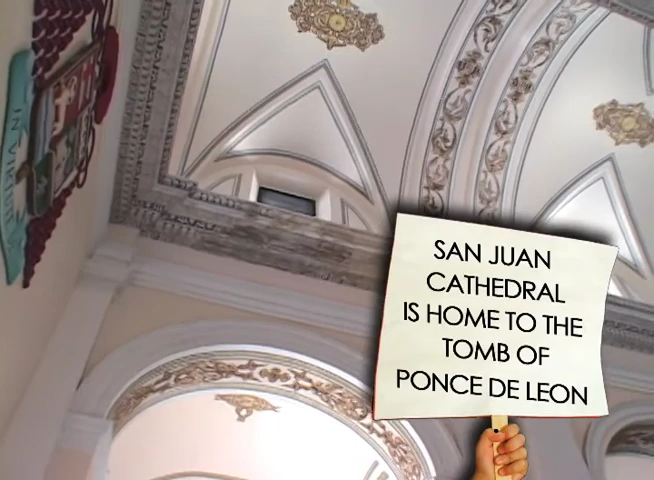 SAN JUAN
CATHEDRAL
IS HOME TO THE
TOMB OF
PONCE DE LEON